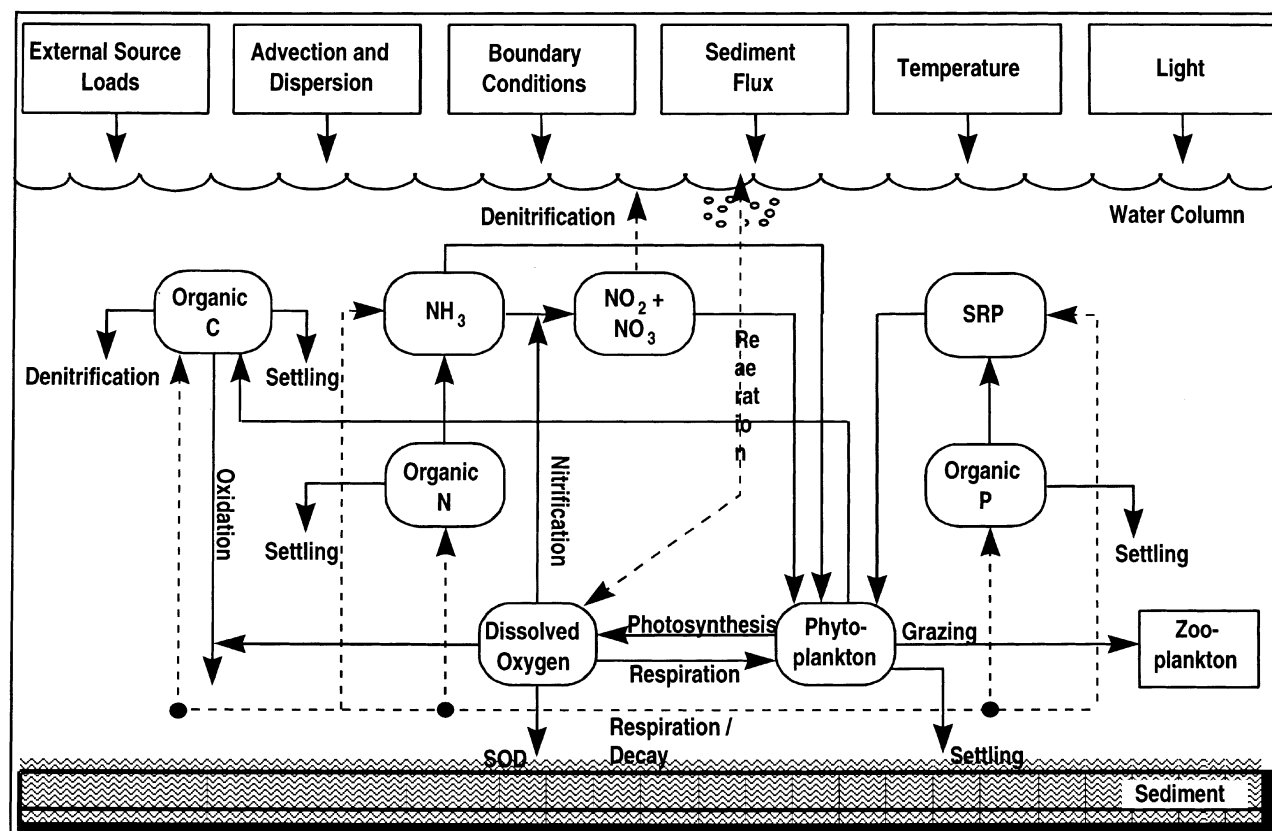 External Source
Loads
Advection and
Dispersion
Boundary
Conditions
Sediment
Flux
Temperature
Light
Denitrification
Water Column
Organic
C
NH3
NO2 +
NO3
SRP
Re
ae
rat
io
n
Denitrification
Settling
Oxidation
Organic
N
Nitrification
Organic
P
Settling
Settling
Dissolved
Oxygen
Photosynthesis
Respiration
Phyto-
plankton
Grazing
Zoo-
plankton
Respiration /
Decay
SOD
Settling
Sediment